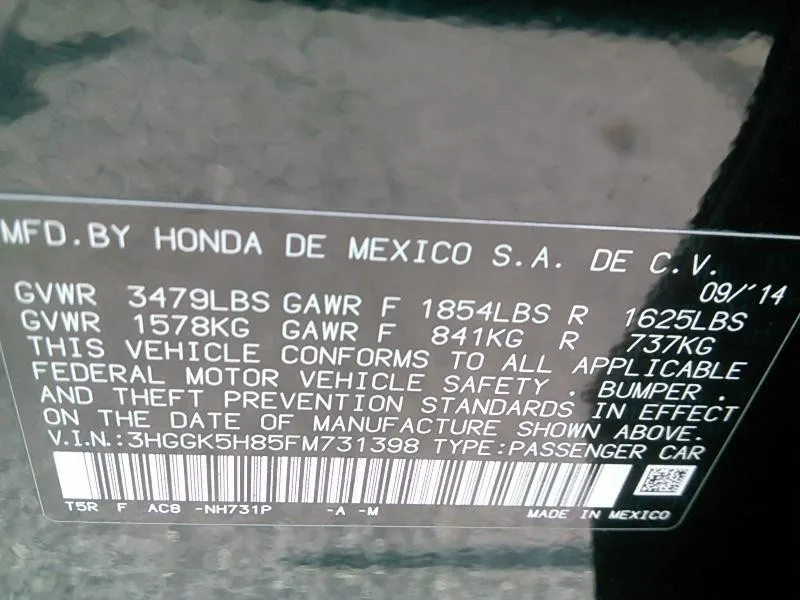 MFD.BY HONDA DE MEXICO S.A. DE C.V.
09/'14
GVWR 3479LBS GAWR F 1854LBS R 1625LBS
GVWR 1578KG GAWR F 841KG R 737KG
THIS VEHICLE CONFORMS TO ALL APPLICABLE
FEDERAL MOTOR VEHICLE SAFETY . BUMPER .
AND THEFT PREVENTION STANDARDS IN EFFECT
ON THE DATE OF MANUFACTURE SHOWN ABOVE.
V.I.N.:3HGGK5H85FM731398 TYPE:PASSENGER CAR
T5R F AC8 -NH731P -A -M MADE IN MEXICO